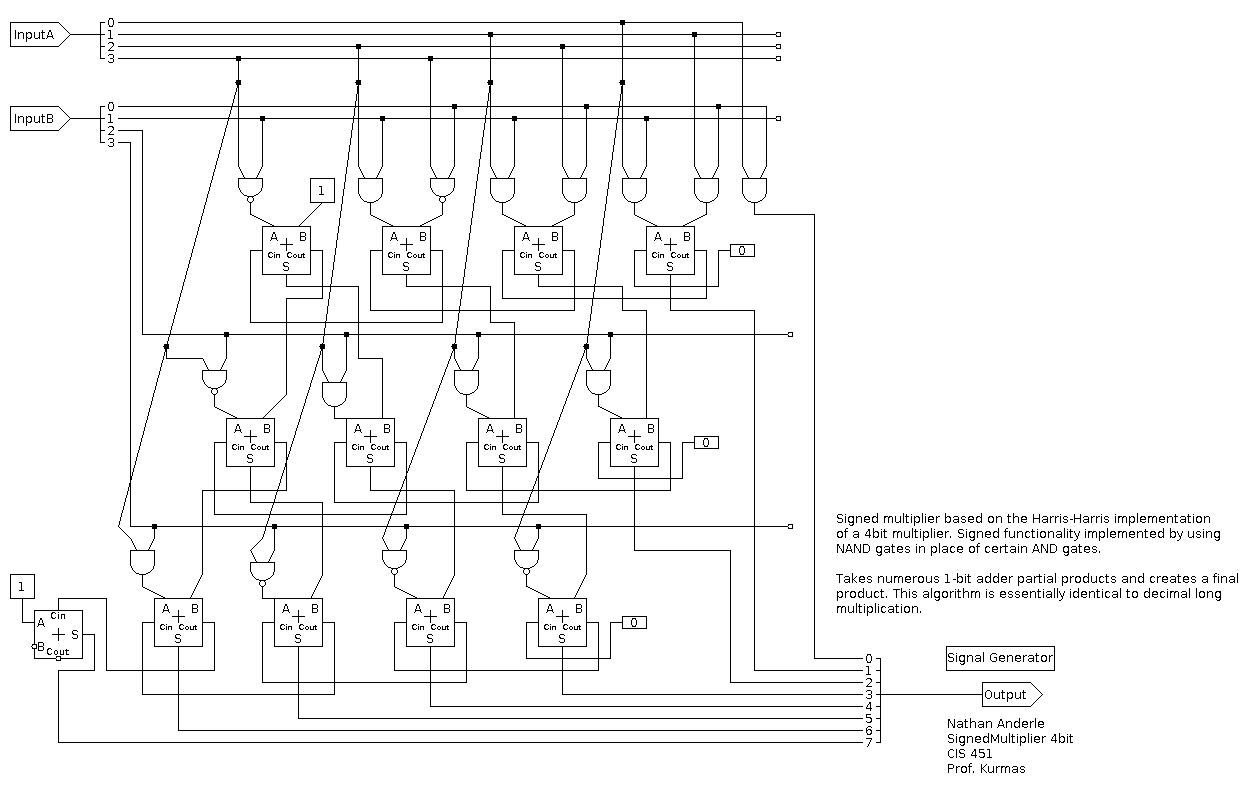 InputA
0
1
2
3
InputB
0
1
2
3
1
A B
Cin Cout
S
A B
Cin Cout
S
A B
Cin Cout
S
A B
Cin Cout
S
0
A B
Cin Cout
S
A B
Cin Cout
S
A B
Cin Cout
S
A B
Cin Cout
S
0
Signed multiplier based on the Harris-Harris implementation
of a 4bit multiplier. Signed functionality implemented by using
NAND gates in place of certain AND gates.
Takes numerous 1-bit adder partial products and creates a final
product. This algorithm is essentially identical to decimal long
multiplication.
1
Cin
A
S
B
Cout
A B
Cin Cout
S
A B
Cin Cout
S
A B
Cin Cout
S
A B
Cin Cout
S
0
0
1
2
3
4
5
6
7
Signal Generator
Output
Nathan Anderle
SignedMultiplier 4bit
CIS 451
Prof. Kurmas